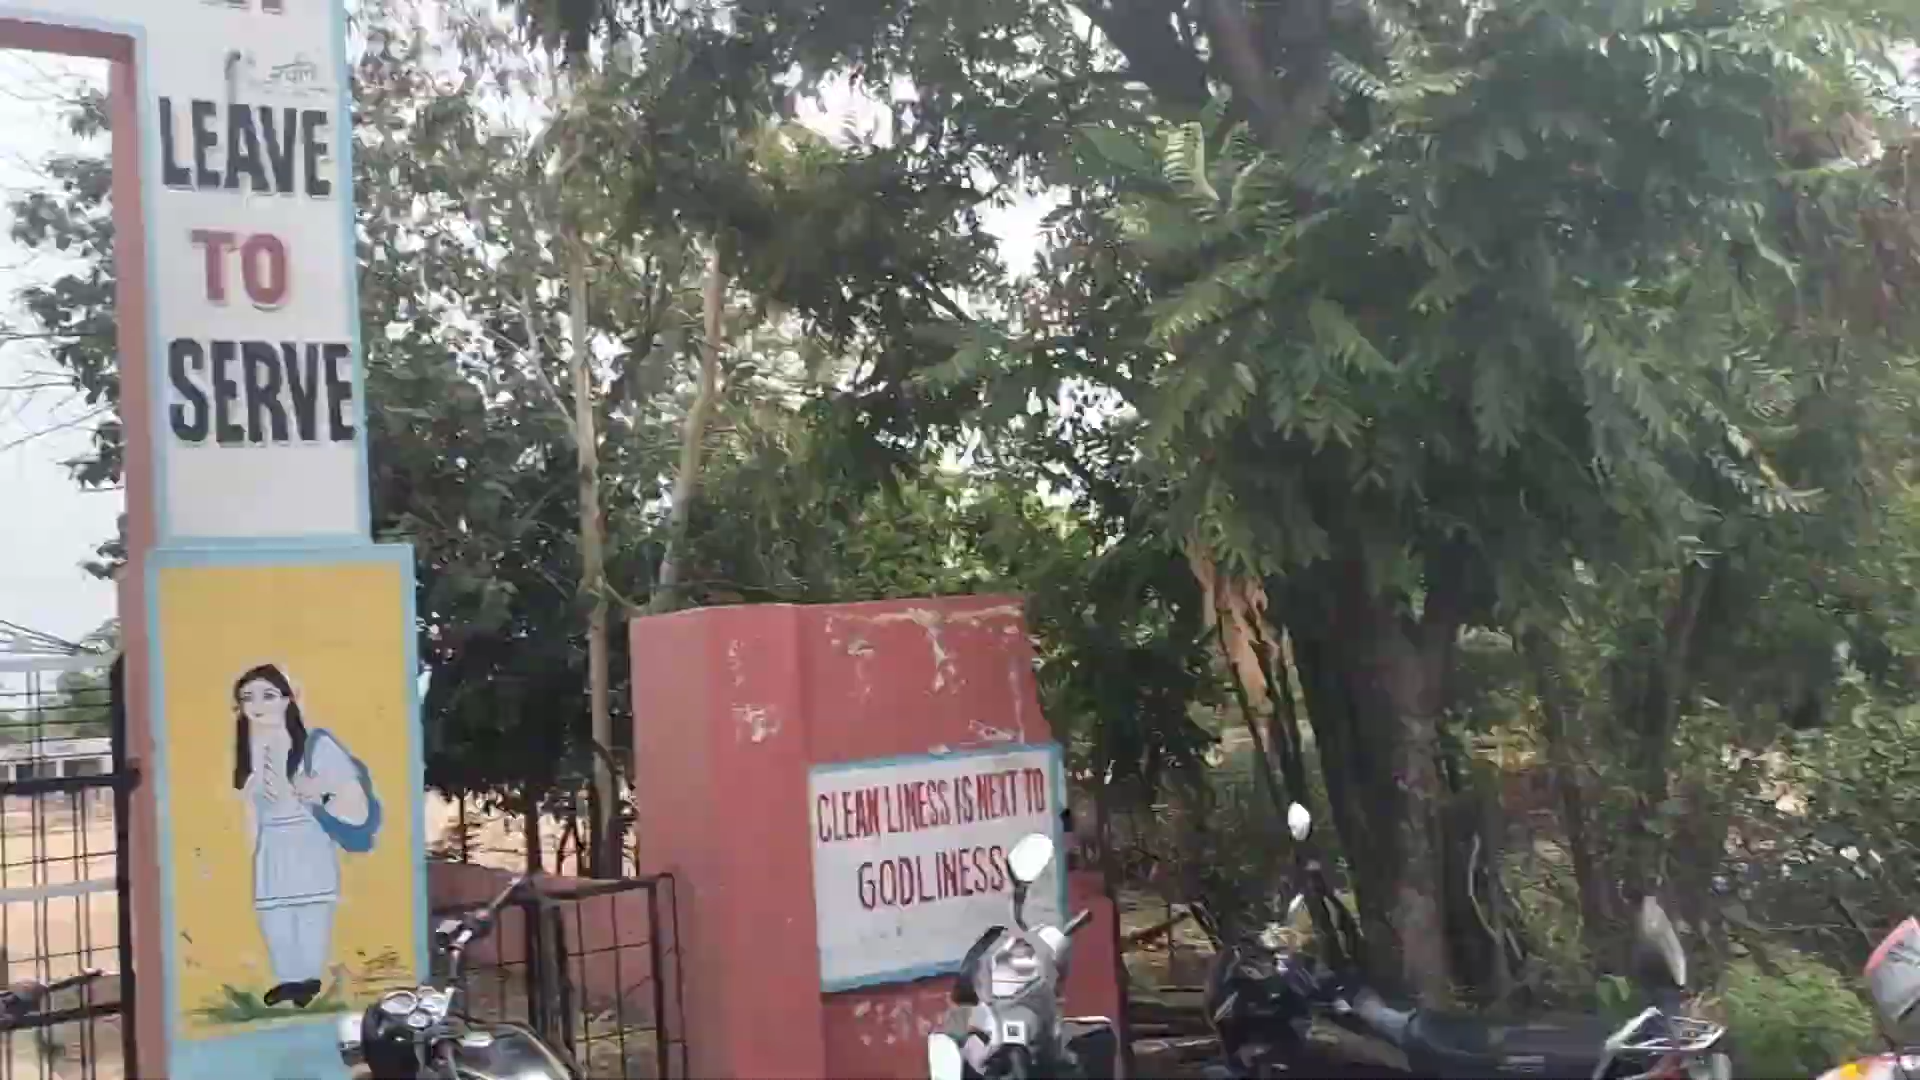 LEAVE
TO
SERVE
CLEAN LINESS IS NEXT TO
GODLINESS